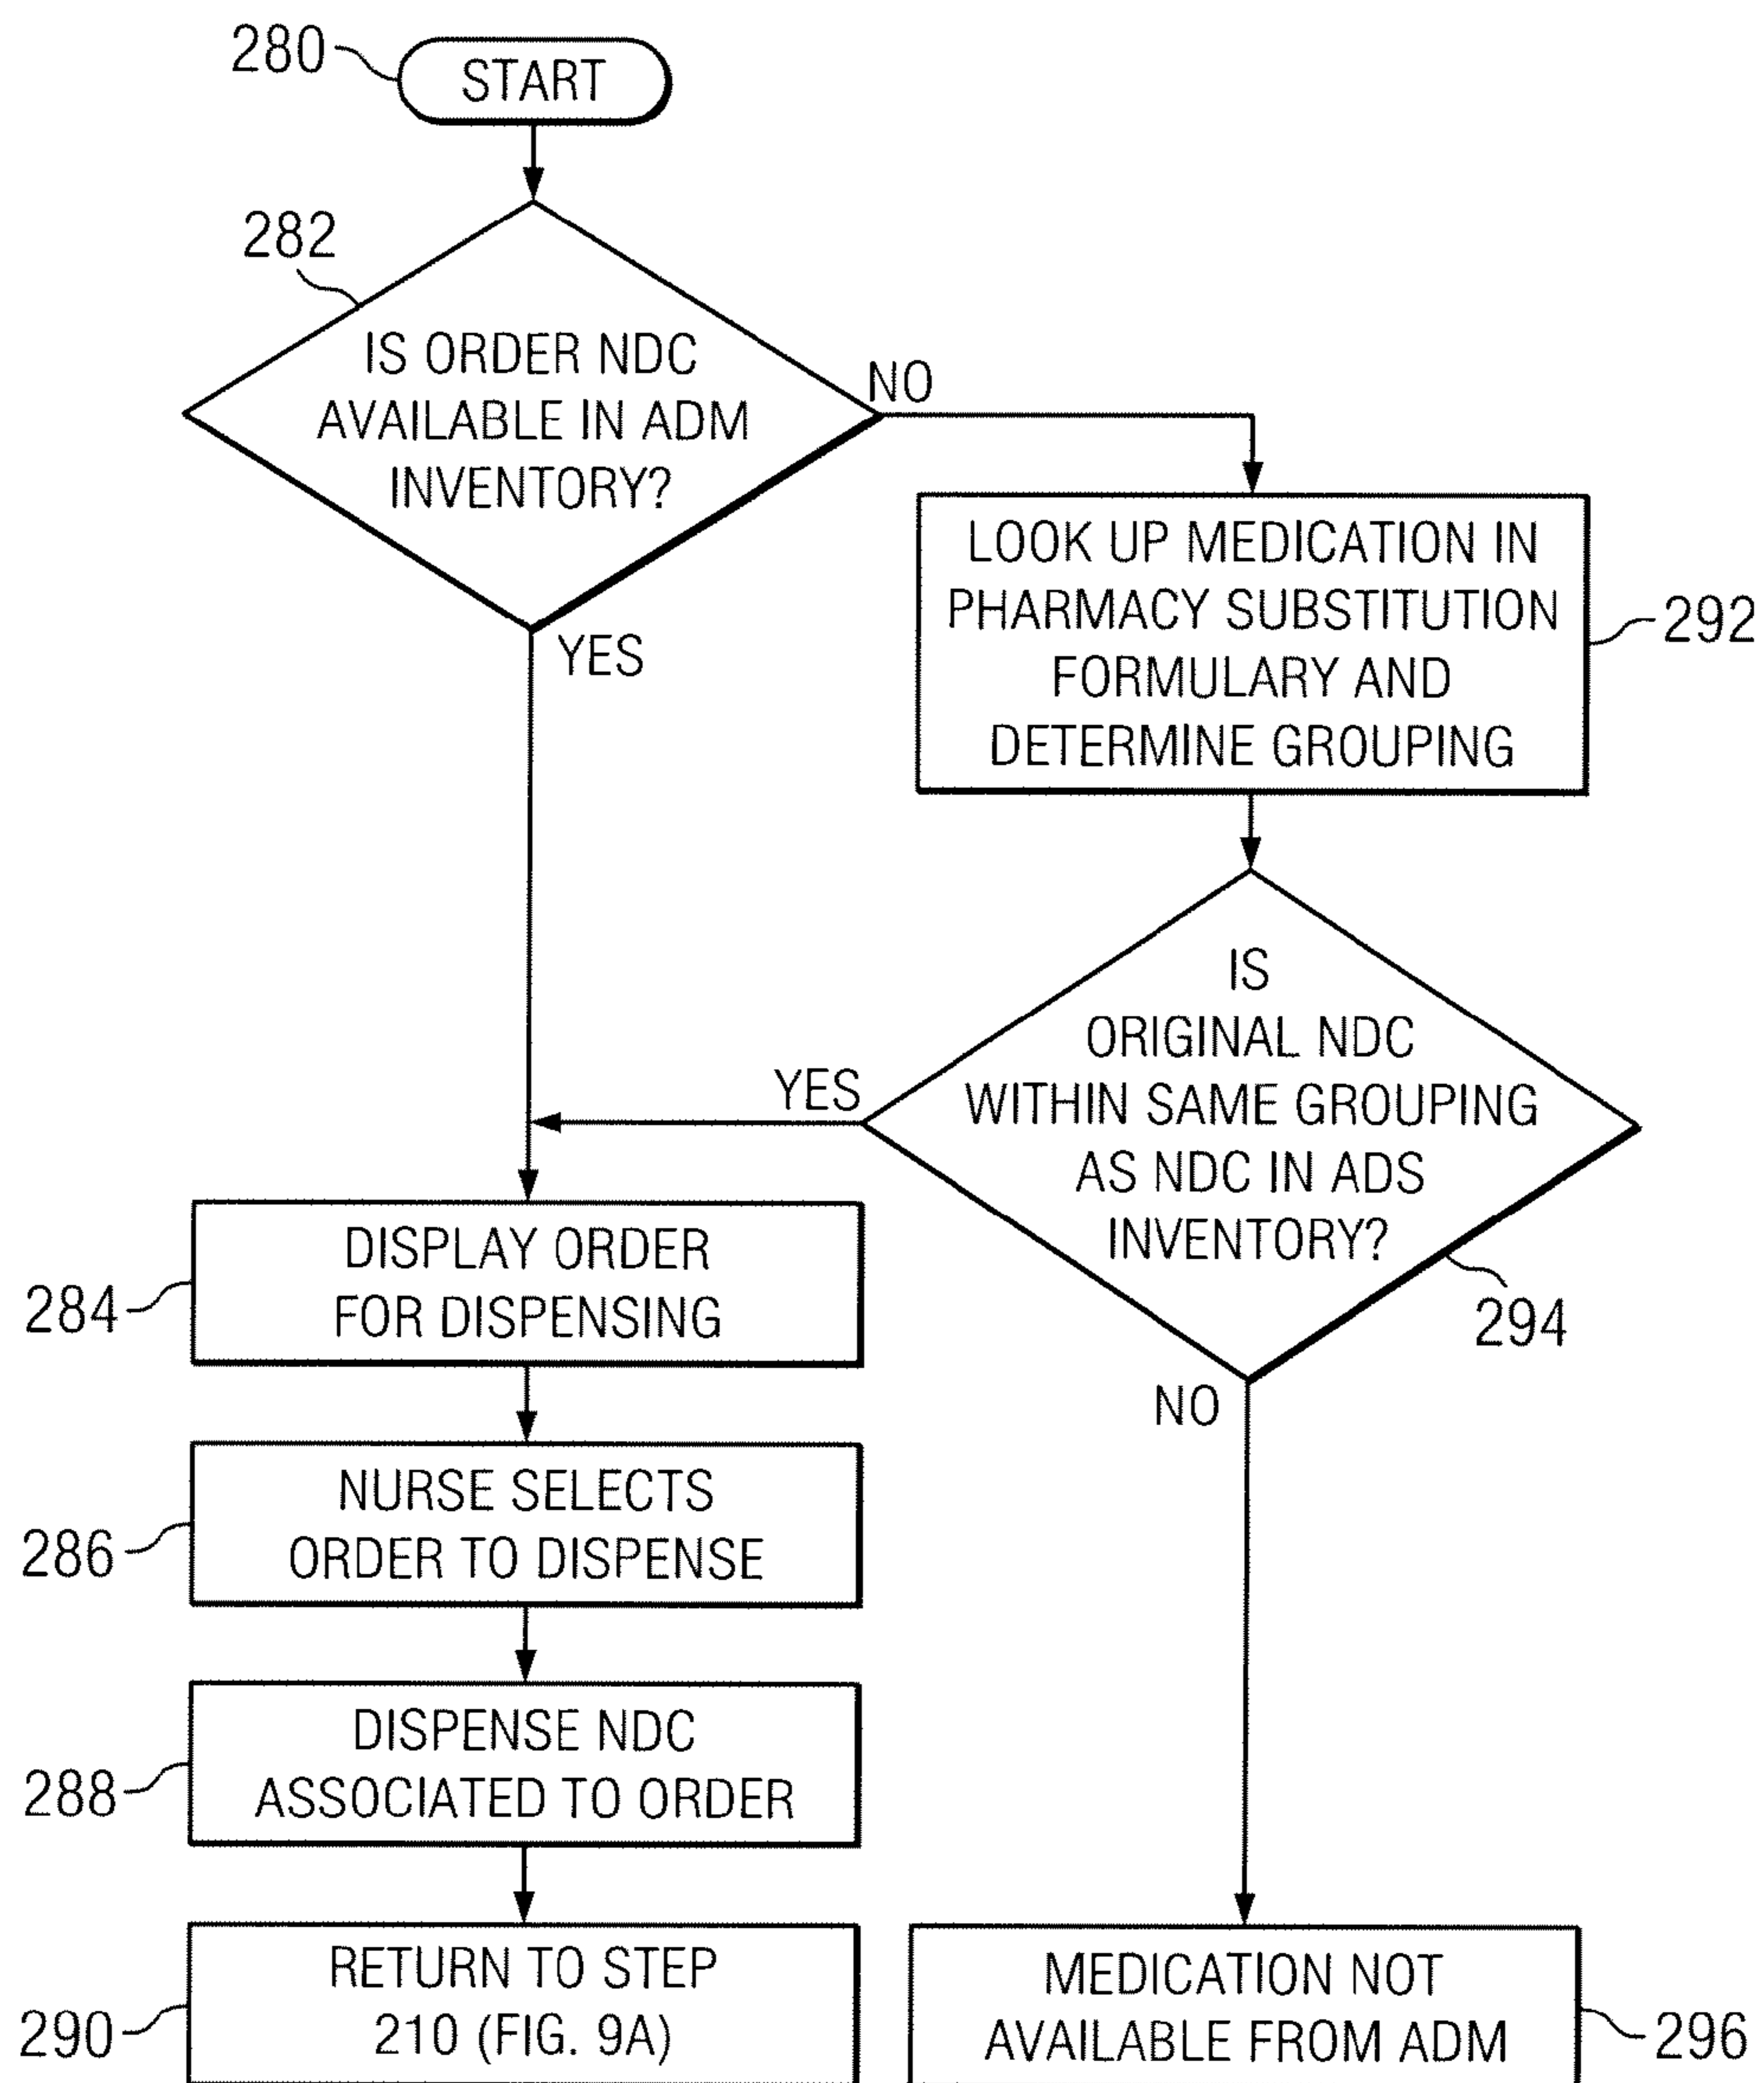 280
START
282
IS ORDER NDC
AVAILABLE IN ADM
INVENTORY?
NO
YES
LOOK UP MEDICATION IN
PHARMACY SUBSTITUTION
FORMULARY AND
DETERMINE GROUPING
292
IS
ORIGINAL NDC
WITHIN SAME GROUPING
AS NDC IN ADS
INVENTORY?
YES
294
NO
DISPLAY ORDER
FOR DISPENSING
284
NURSE SELECTS
ORDER TO DISPENSE
286
DISPENSE NDC
ASSOCIATED TO ORDER
288
RETURN TO STEP
210 (FIG. 9A)
290
MEDICATION NOT
AVAILABLE FROM ADM
296